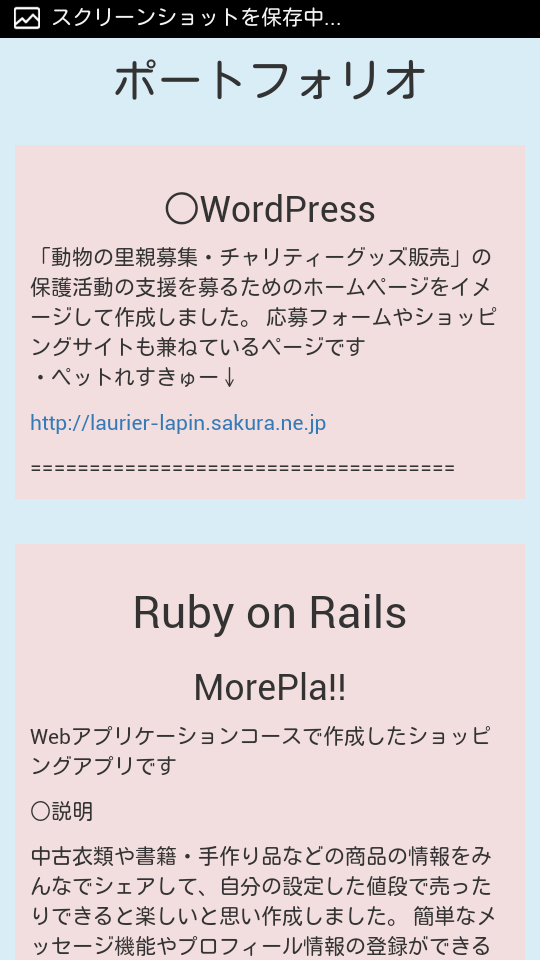 スクリーンショットを保存中...
ポートフォリオ
〇WordPress
「動物の里親募集・チャリティーグッズ販売」の
保護活動の支援を募るためのホームページをイメ
ージして作成しました。 応募フォームやショッピ
ングサイトも兼ねているページです
・ペットれすきゅー↓
http://laurier-lapin.sakura.ne.jp
====================================
Ruby on Rails
MorePla!!
Webアプリケーションコースで作成したショッピ
ングアプリです
〇説明
中古衣類や書籍・手作り品などの商品の情報をみ
んなでシェアして、自分の設定した値段で売った
りできると楽しいと思い作成しました。 簡単なメ
ッセージ機能やプロフィール情報の登録ができる